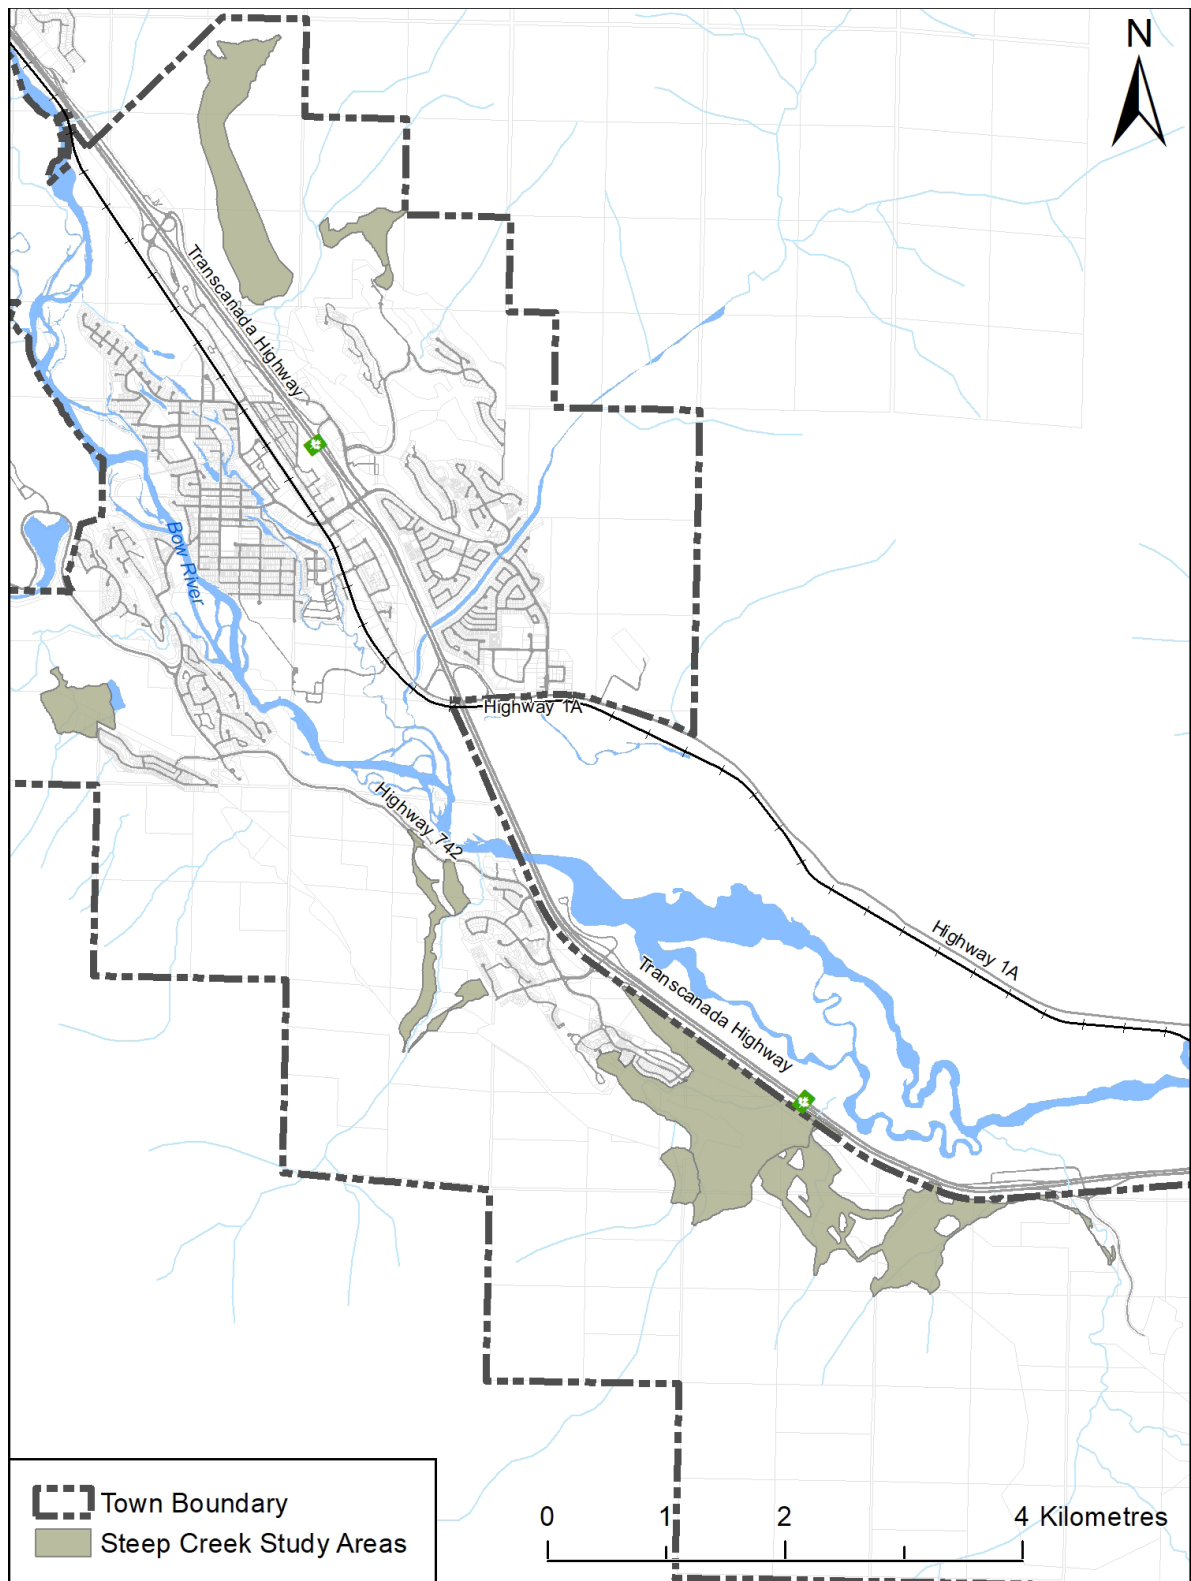 N
Transcanada Highway
Bow River
Highway 1A
Highway 742
Highway 1A
Transcanada Highway
Town Boundary
Steep Creek Study Areas
0 1 2 4 Kilometres